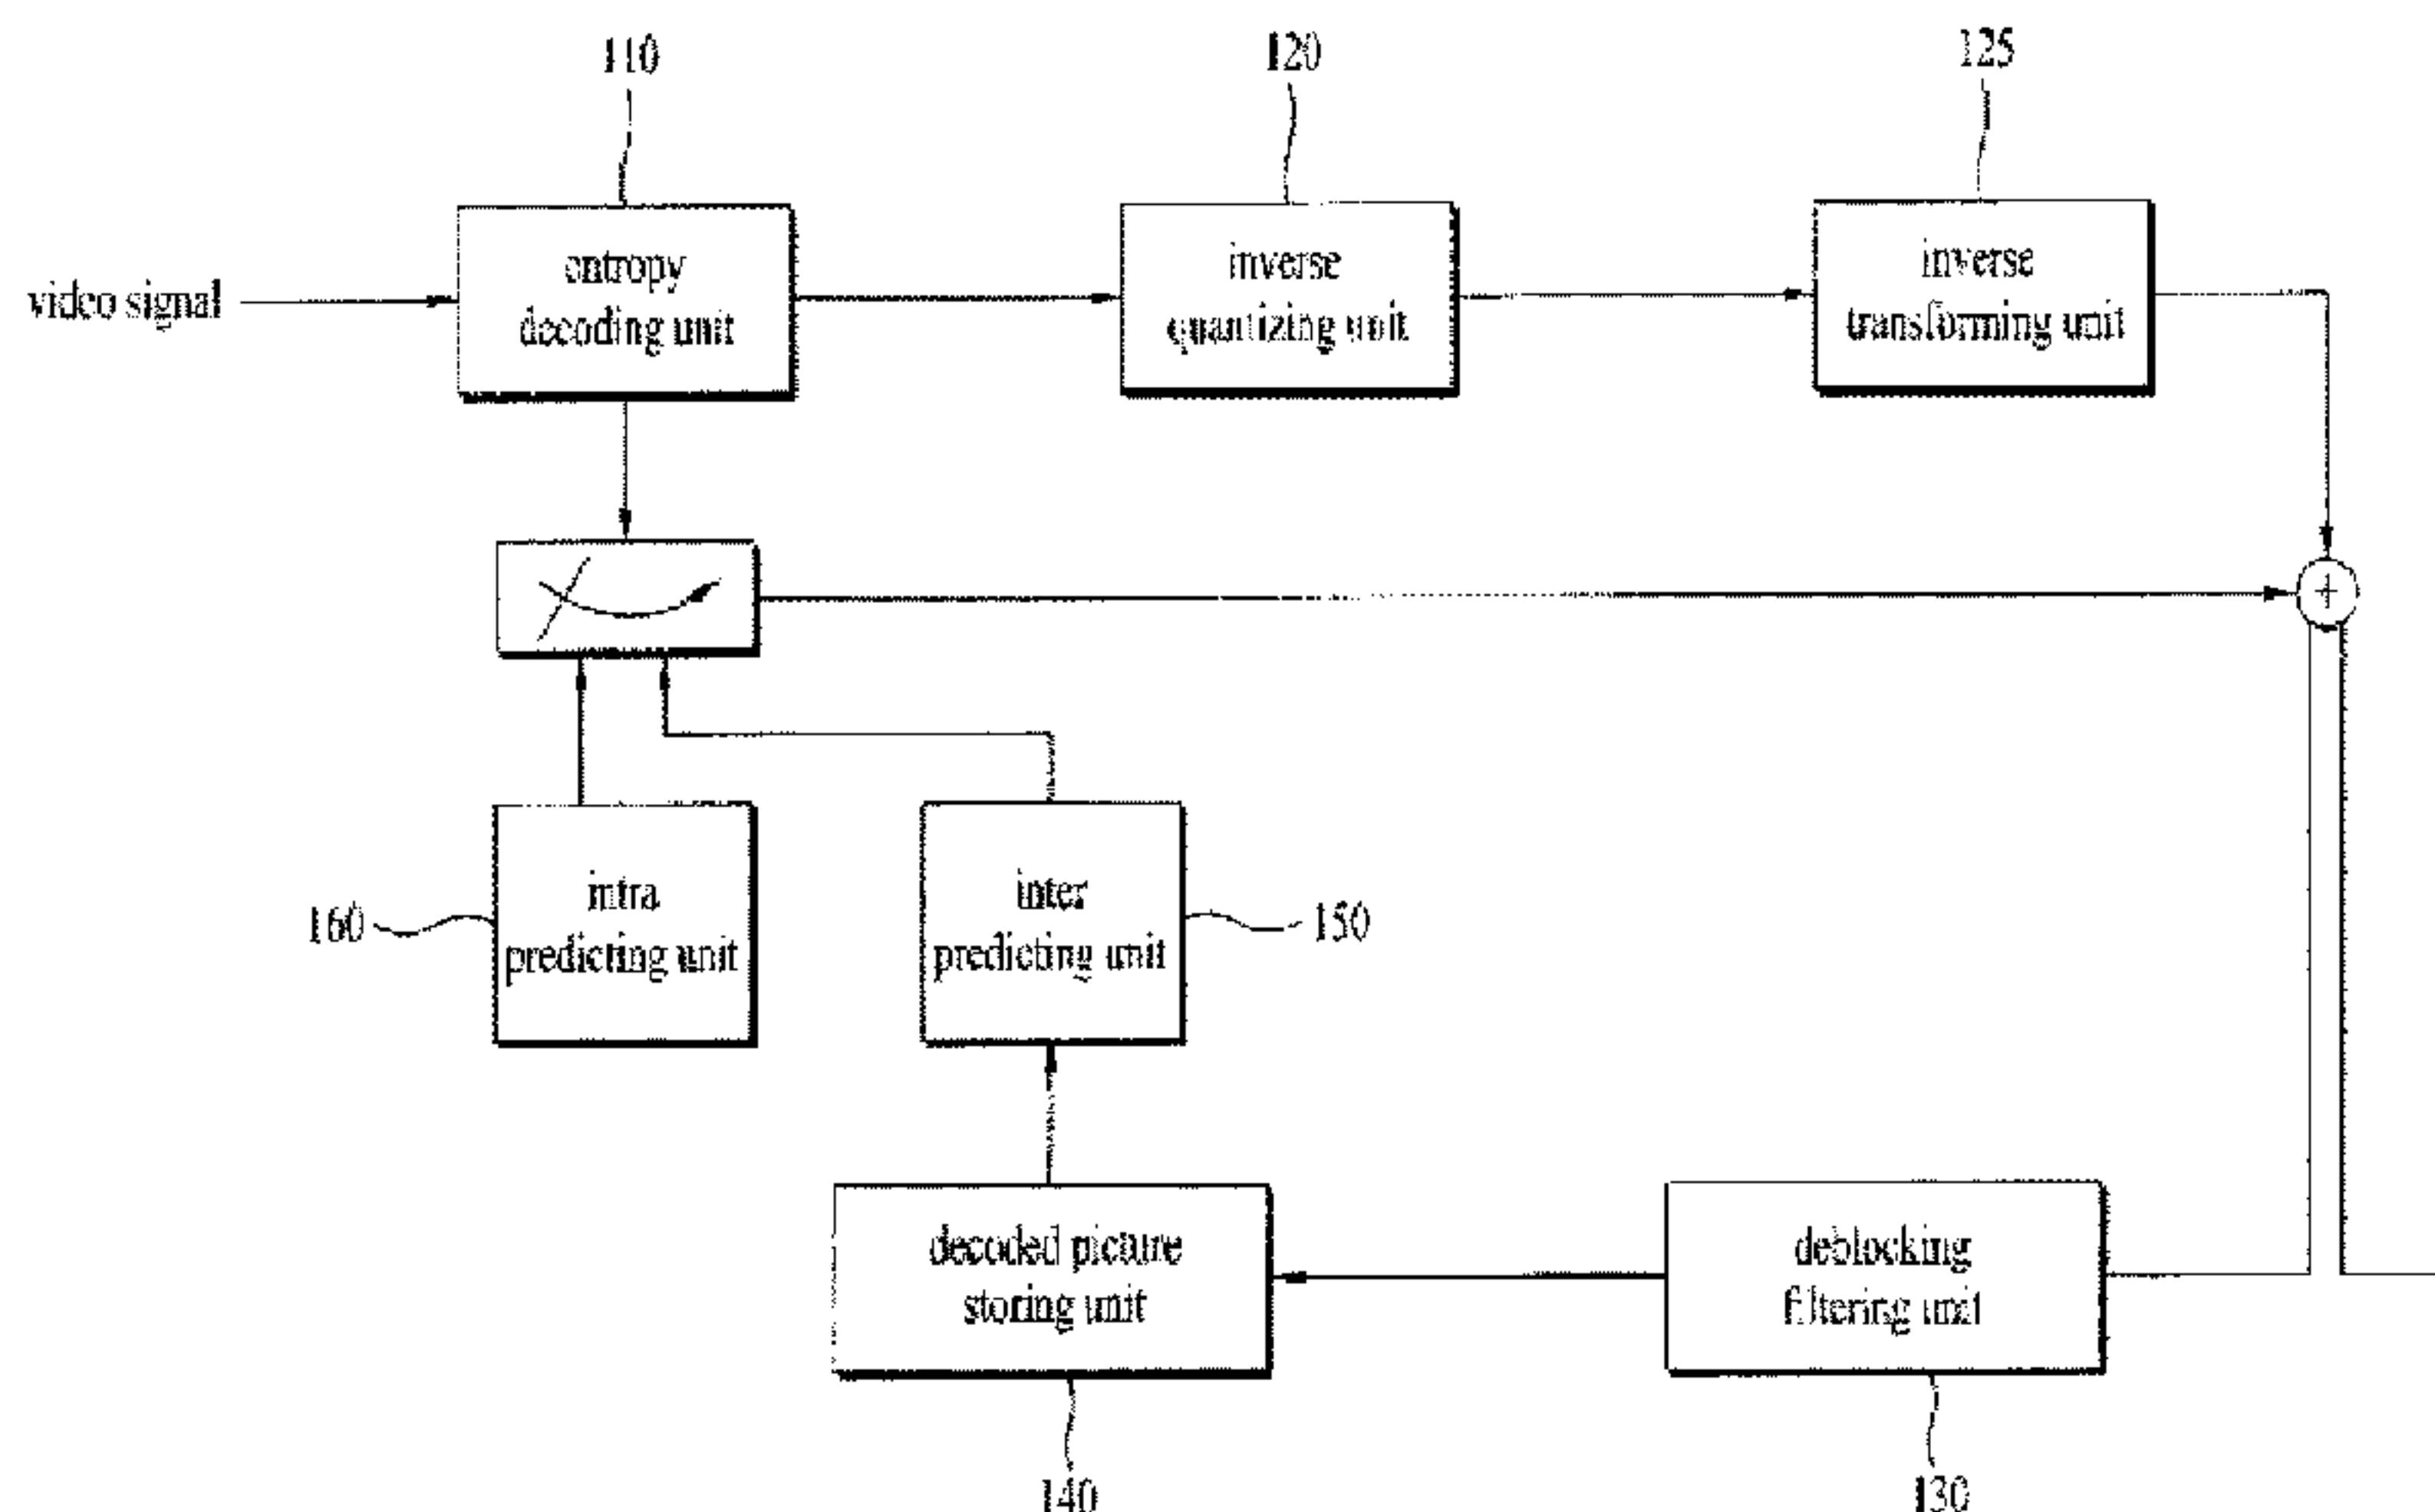 110
120
125
video signal
entropy
decoding unit
inverse
quantizing unit
inverse
transforming unit
+
160
intra
predicting unit
inter
predicting unit
150
decoded picture
storing unit
deblocking
filtering unit
140
130